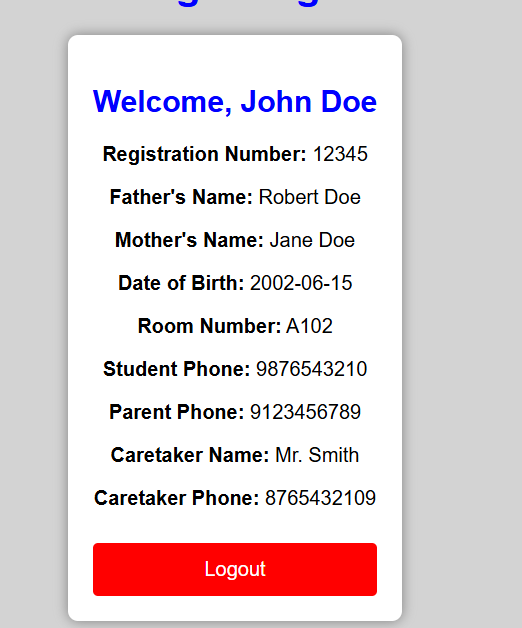 Welcome, John Doe
Registration Number: 12345
Father's Name: Robert Doe
Mother's Name: Jane Doe
Date of Birth: 2002-06-15
Room Number: A102
Student Phone: 9876543210
Parent Phone: 9123456789
Caretaker Name: Mr. Smith
Caretaker Phone: 8765432109
Logout